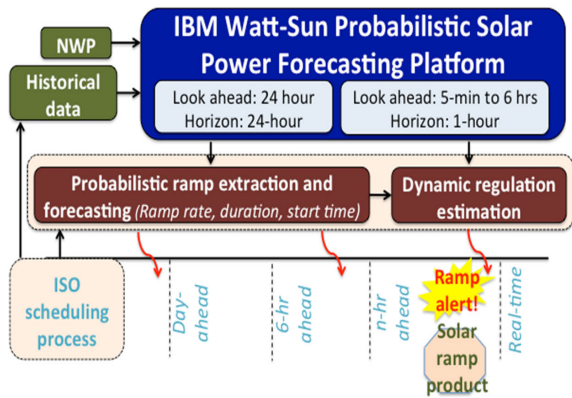 IBM Watt-Sun Probabilistic Solar
Power Forecasting Platform
NWP
Historical
data
Look ahead: 24 hour
Horizon: 24-hour
Look ahead: 5-min to 6 hrs
Horizon: 1-hour
Probabilistic ramp extraction and
forecasting (Ramp rate, duration, start time)
Dynamic regulation
estimation
ISO
scheduling
process
Day-
ahead
6-hr
ahead
n-hr
ahead
Ramp
alert!
Solar
ramp
product
Real-time